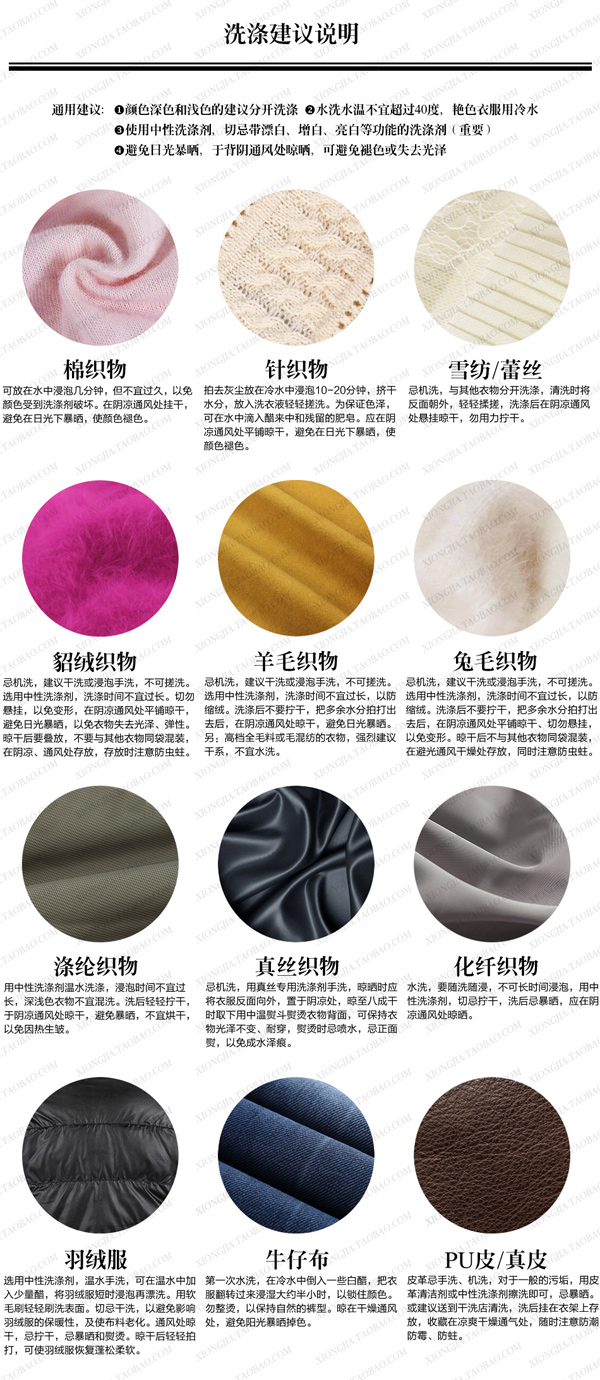 洗涤建议说明
通用建议：❶颜色深色和浅色的建议分开洗涤 ❷水洗水温不宜超过40度，艳色衣服用冷水
❸使用中性洗涤剂，切忌带漂白、增白、亮白等功能的洗涤剂（重要）
❹避免日光暴晒，于背阴通风处晾晒，可避免褪色或失去光泽
棉织物
可放在水中浸泡几分钟，但不宜过久，以免
颜色受到洗涤剂破坏。在阴凉通风处挂干，
避免在日光下暴晒，使颜色褪色。
针织物
拍去灰尘放在冷水中浸泡10-20分钟，挤干
水分，放入洗衣液轻轻搓洗。为保证色泽，
可在水中滴入醋来中和残留的肥皂。应在阴
凉通风处平铺晾干，避免在日光下暴晒，使
颜色褪色。
雪纺/蕾丝
忌机洗，与其他衣物分开洗涤，清洗时将
反面朝外，轻轻揉搓，洗涤后在阴凉通风
处悬挂晾干，勿用力拧干。
貂绒织物
忌机洗，建议干洗或浸泡手洗，不可搓洗。
选用中性洗涤剂，洗涤时间不宜过长。切勿
悬挂，以免变形，在阴凉通风处平铺晾干，
避免日光暴晒，以免衣物失去光泽、弹性。
晾干后要叠放，不要与其他衣物同袋混装，
在阴凉、通风处存放，存放时注意防虫蛀。
羊毛织物
忌机洗，建议干洗或浸泡手洗，不可搓洗。
选用中性洗涤剂，洗涤时间不宜过长，以防
缩绒。洗涤后不要拧干，把多余水分拍打出
去后，在阴凉通风处晾干，避免日光暴晒。
另：高档全毛料或毛混纺的衣物，强烈建议
干系，不宜水洗。
兔毛织物
忌机洗，建议干洗或浸泡手洗，不可搓洗。
选用中性洗涤剂，洗涤时间不宜过长，以防
缩绒。洗涤后不要拧干，把多余水分拍打出
去后，在阴凉通风处平铺晾干、切勿悬挂，
以免变形。晾干后不与其他衣物同袋混装，
在避光通风干燥处存放，同时注意防虫蛀。
涤纶织物
用中性洗涤剂温水洗涤，浸泡时间不宜过
长，深浅色衣物不宜混洗。洗后轻轻拧干，
于阴凉通风处晾干，避免暴晒，不宜烘干，
以免因热生皱。
真丝织物
忌机洗，用真丝专用洗涤剂手洗，晾晒时应
将衣服反面向外，置于阴凉处，晾至八成干
时取下用中温熨斗熨烫衣物背面，可保持衣
物光泽不变、耐穿，熨烫时忌喷水，忌正面
熨，以免成水泽痕。
化纤织物
水洗，要随洗随浸，不可长时间浸泡，用中
性洗涤剂，切忌拧干，洗后忌暴晒，应在阴
凉通风处晾晒。
羽绒服
选用中性洗涤剂，温水手洗，可在温水中加
入少量醋，将羽绒服短时浸泡再漂洗。用软
毛刷轻轻刷洗表面。切忌干洗，以避免影响
羽绒服的保暖性，及使布料老化。通风处晾
干，忌拧干，忌暴晒和熨烫。晾干后轻轻拍
打，可使羽绒服恢复蓬松柔软。
牛仔布
第一次水洗，在冷水中倒入一些白醋，把衣
服翻转过来浸湿大约半小时，以锁住颜色。
勿整烫，以保持自然的裤型。晾在干燥通风
处，避免阳光暴晒掉色。
PU皮/真皮
皮革忌手洗、机洗，对于一般的污垢，用皮
革清洁剂或中性洗涤剂擦洗即可，忌暴晒。
或建议送到干洗店清洗，洗后挂在衣架上存
放，收藏在凉爽干燥通气处，随时注意防潮
防霉、防蛀。
XIONGJIA.TAOBAO.COM